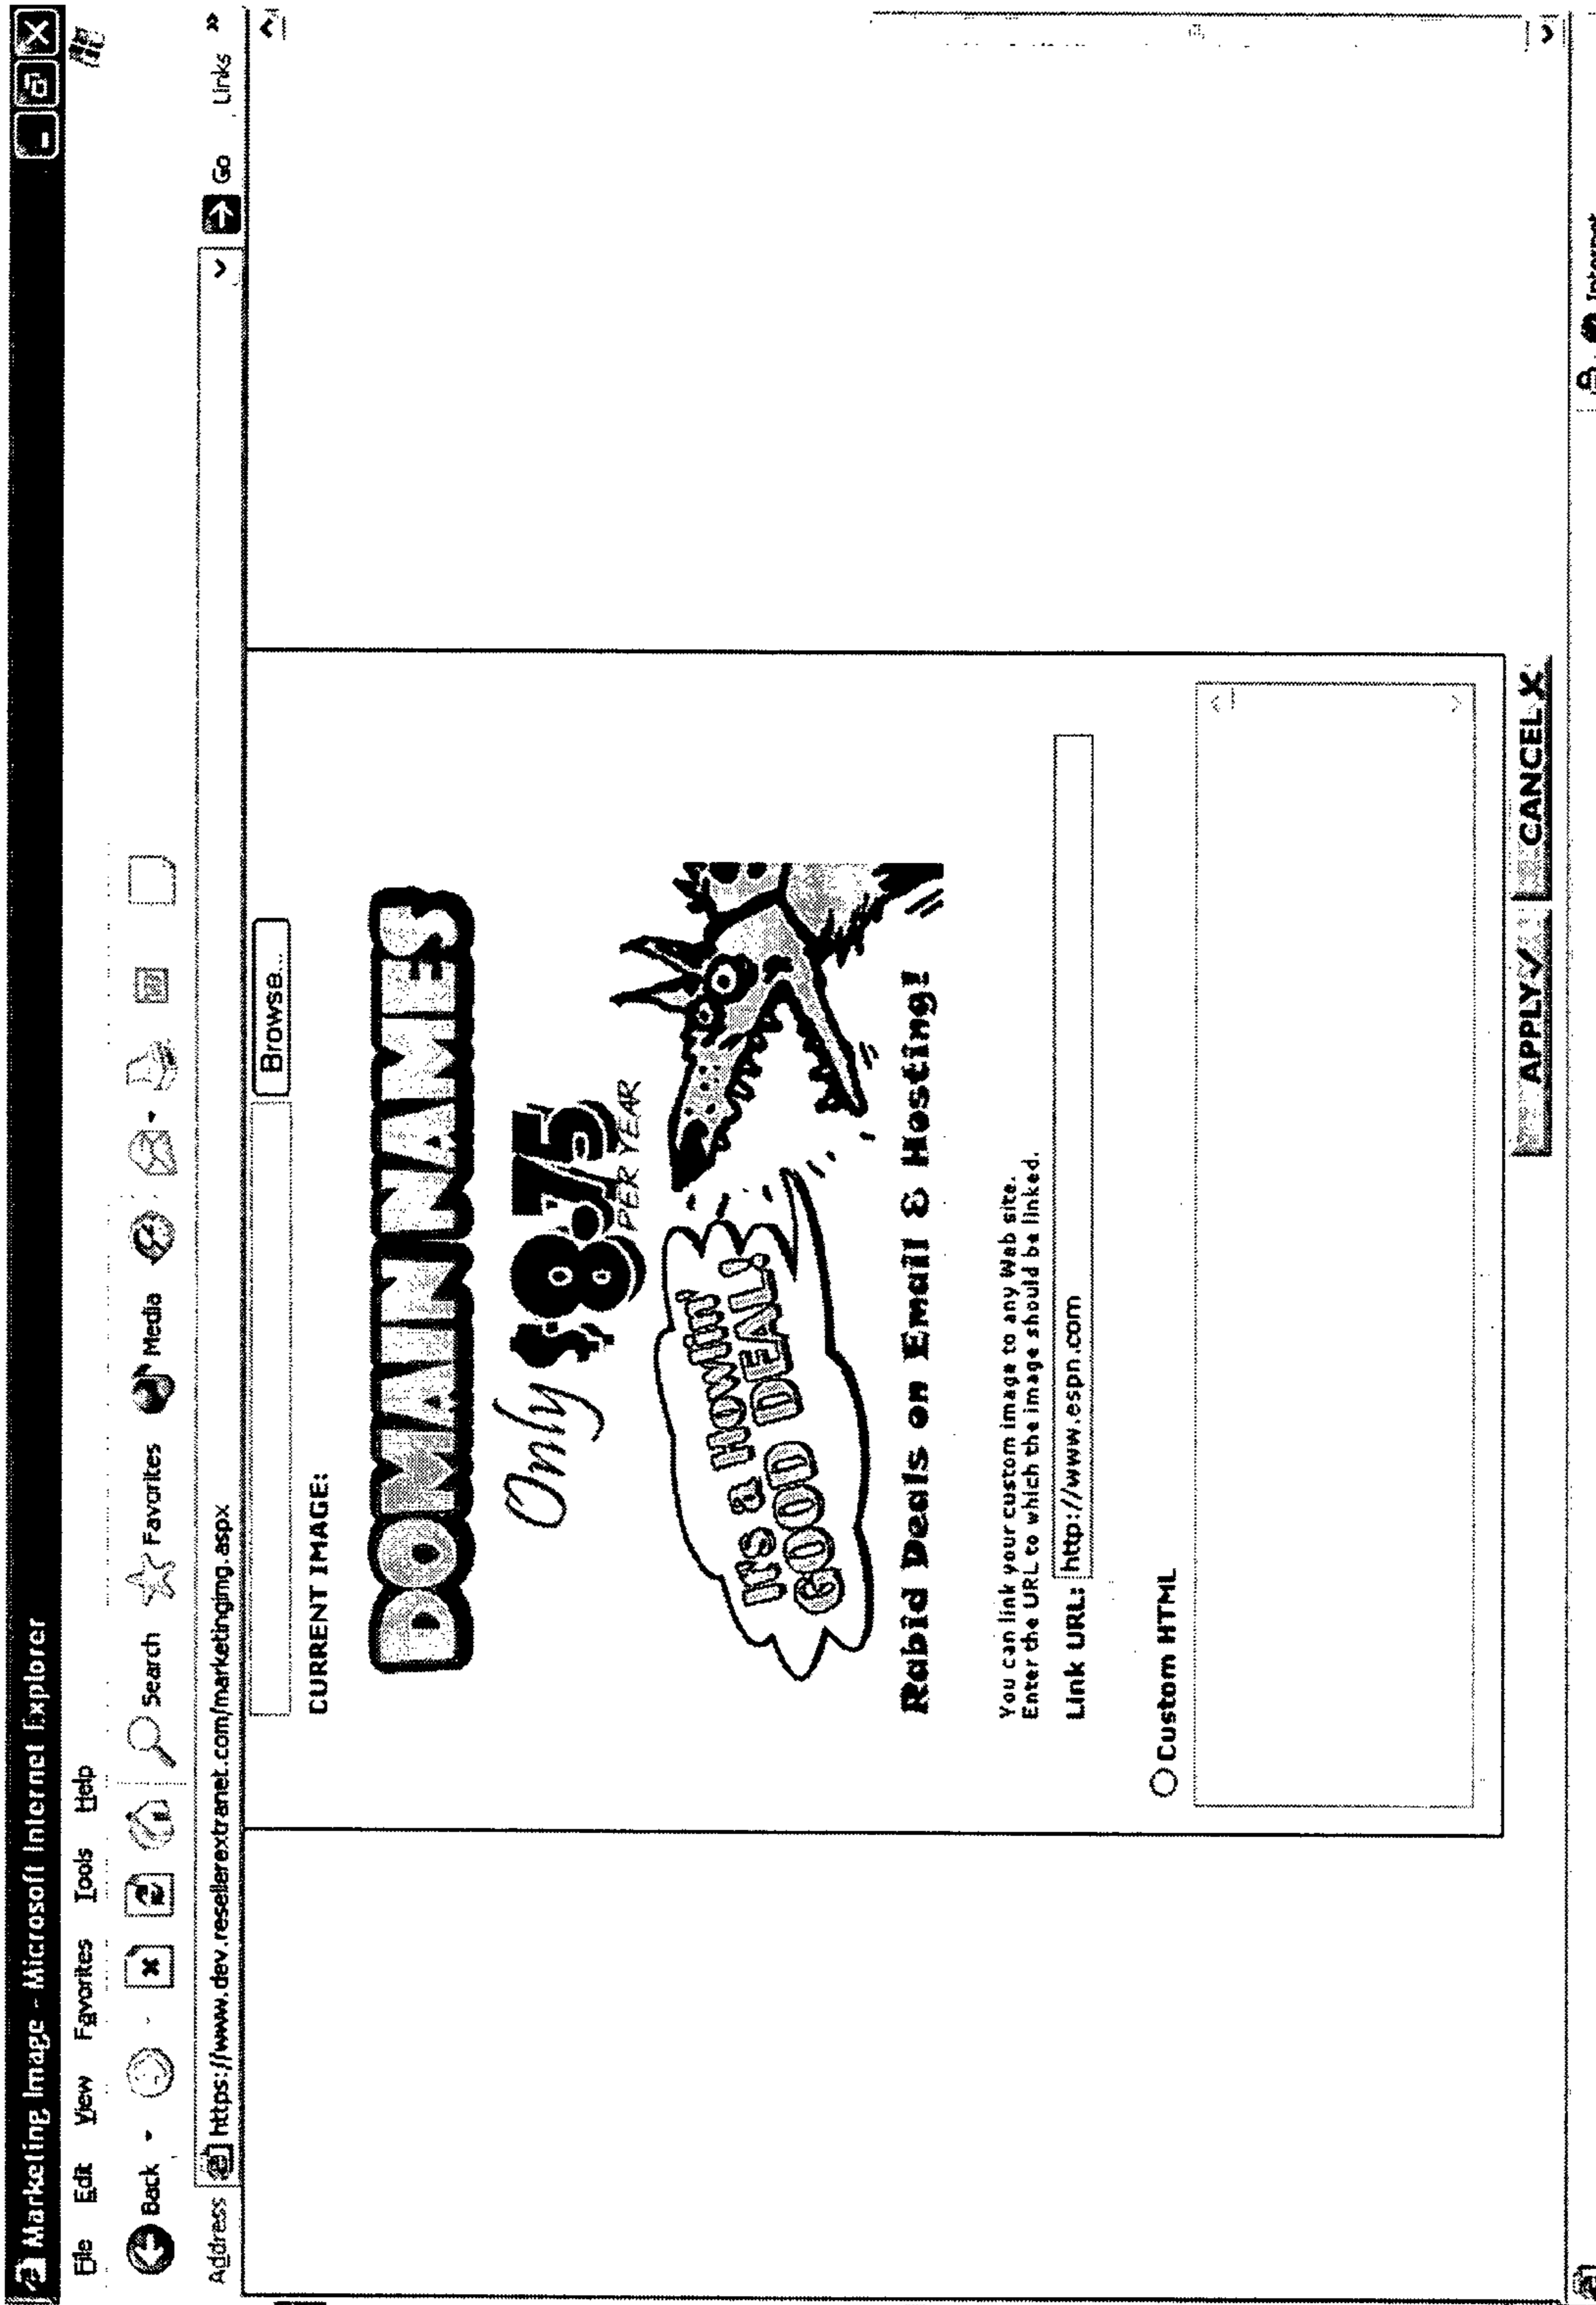 Marketing Image - Microsoft Internet Explorer
File Edit View Favorites Tools Help
Back Search Favorites Media
Address https://www.dev.resellerextranet.com/marketingimg.aspx Go Links »
Browse...
CURRENT IMAGE:
DOMAIN NAMES
Only $8.75
PER YEAR
It's a Howlin'
GOOD DEAL!
Rabid Deals on Email & Hosting!
You can link your custom image to any Web site.
Enter the URL to which the image should be linked.
Link URL: http://www.espn.com
Custom HTML
APPLY CANCEL X
Internet